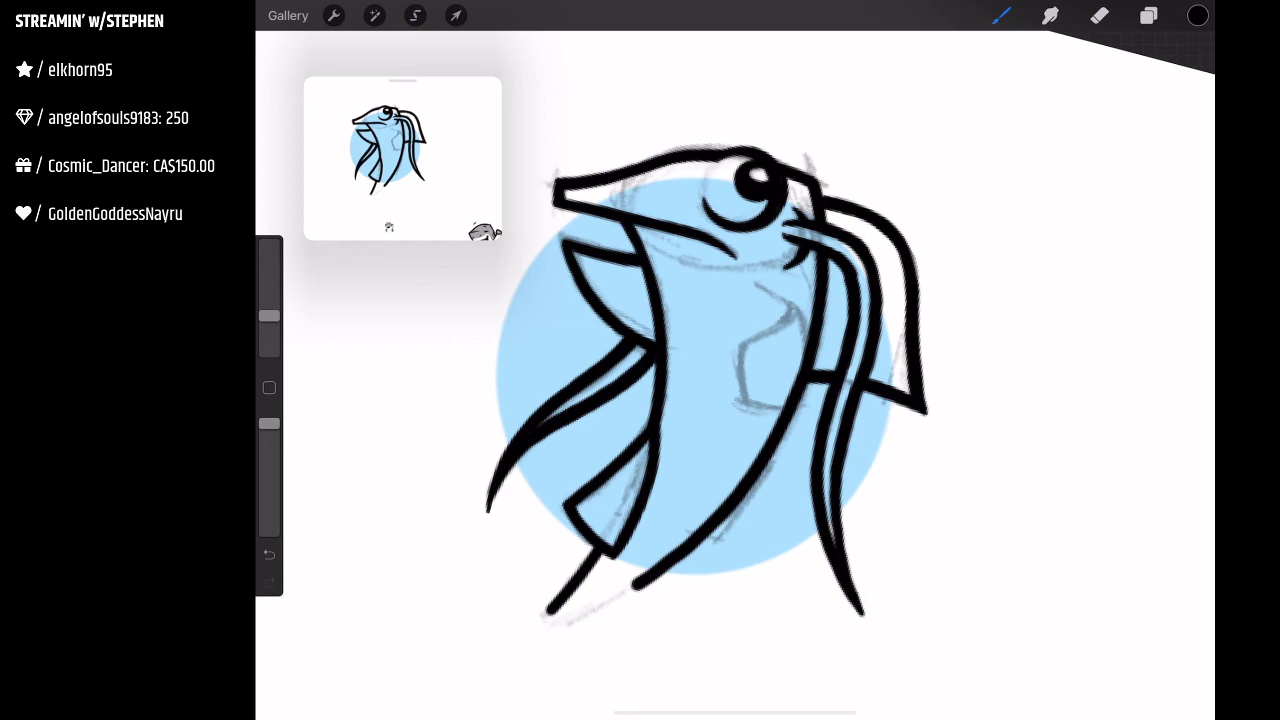 STREAMIN' w/STEPHEN
/ elkhorn95
/ angelofsouls9183: 250
/ Cosmic_Dancer: CA$150.00
/ GoldenGoddessNayru
Gallery